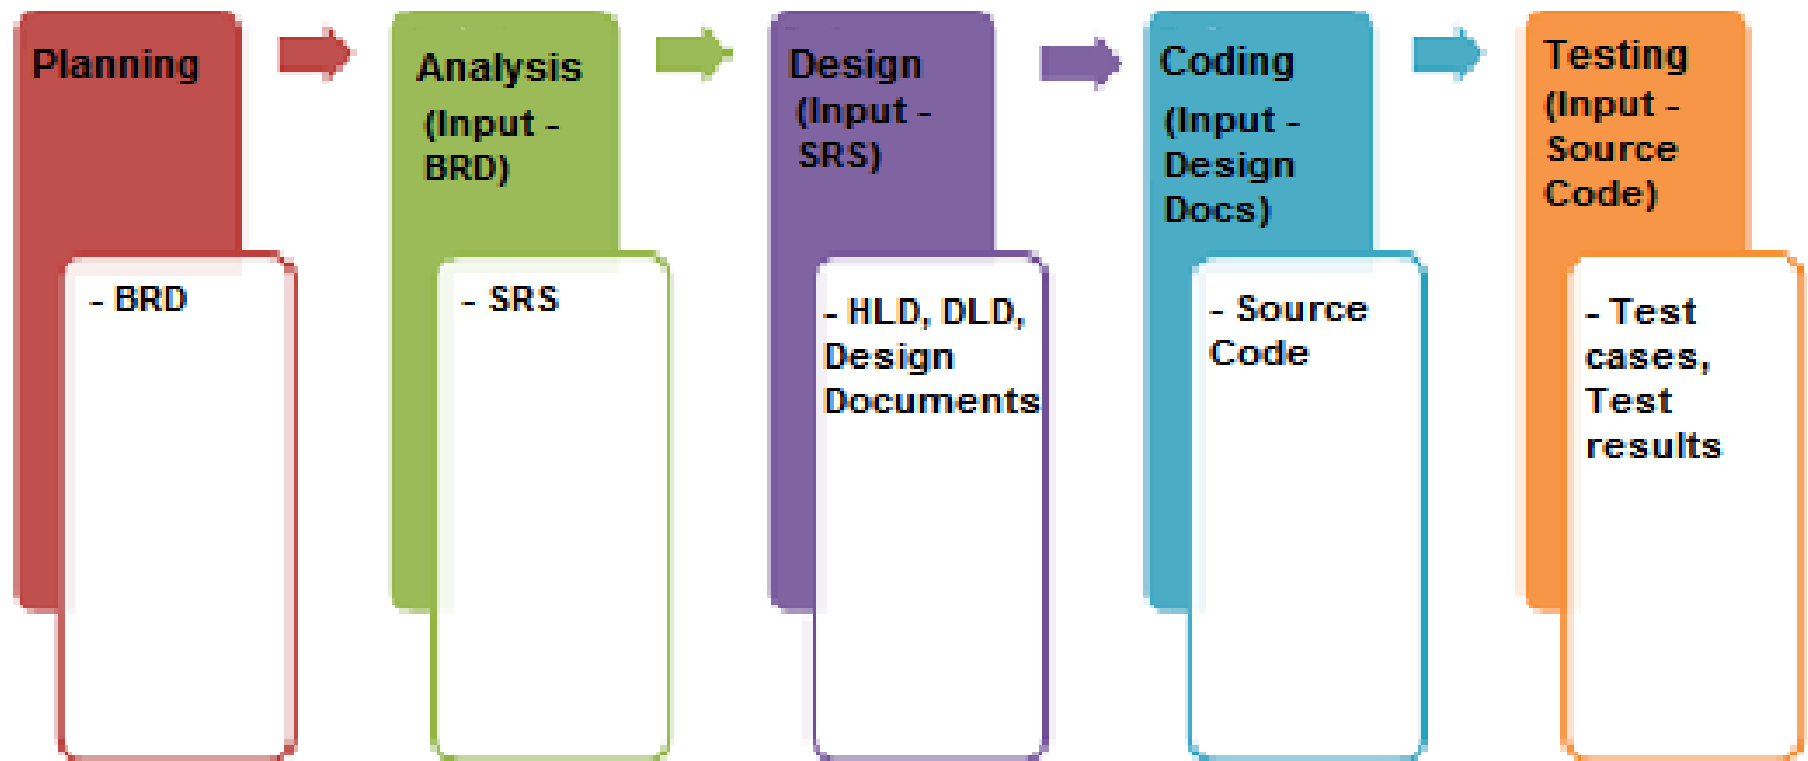 Planning
- BRD
Analysis
(Input -
BRD)
- SRS
Design
(Input -
SRS)
- HLD, DLD,
Design
Documents
Coding
(Input -
Design
Docs)
- Source
Code
Testing
(Input -
Source
Code)
- Test
cases,
Test
results